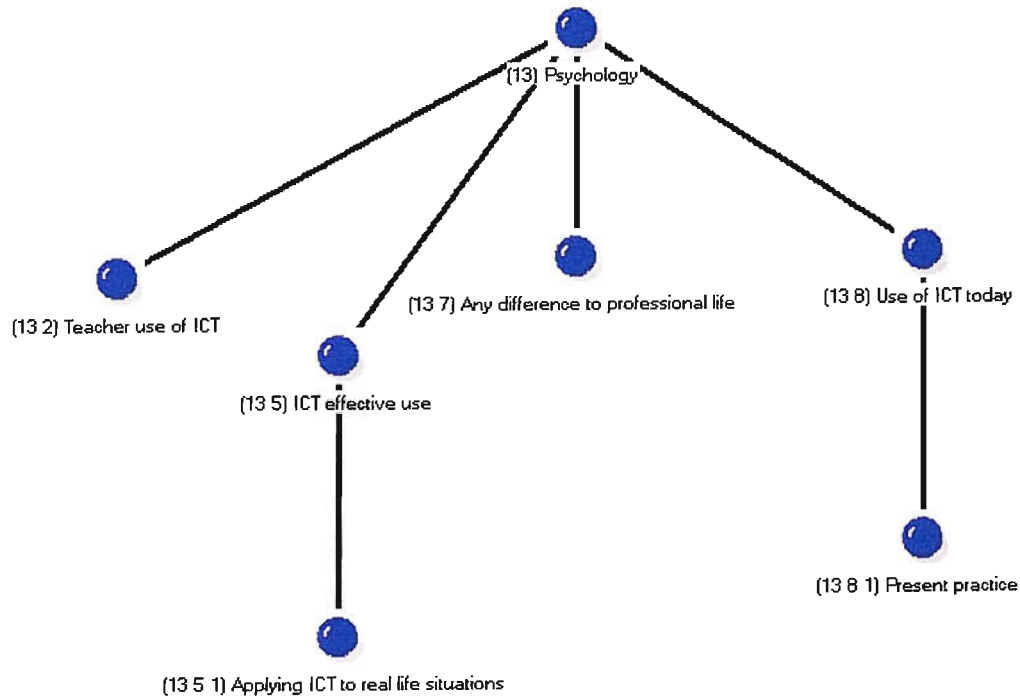 (13) Psychology
(13 2) Teacher use of ICT
(13 7) Any difference to professional life
(13 8) Use of ICT today
(13 5) ICT effective use
(13 8 1) Present practice
(13 5 1) Applying ICT to real life situations